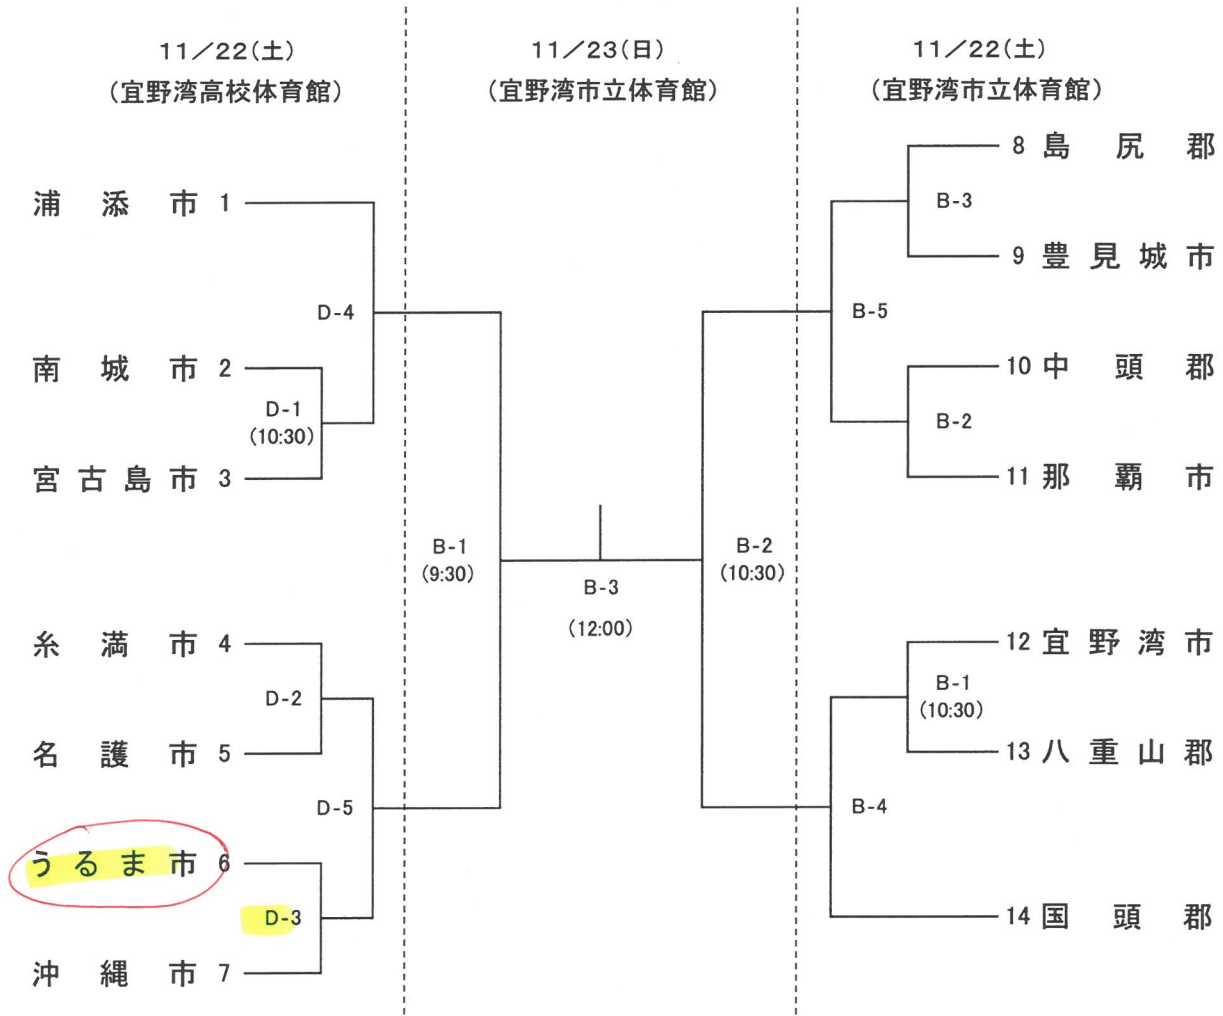 11/22(土)
(宜野湾高校体育館)
浦添市 1
D-4
南城市 2
D-1
(10:30)
宮古島市 3
糸満市 4
D-2
名護市 5
D-5
うるま市 6
D-3
沖縄市 7
11/23(日)
(宜野湾市立体育館)
B-1
(9:30)
B-3
(12:00)
B-2
(10:30)
11/22(土)
(宜野湾市立体育館)
8 島尻郡
B-3
9 豊見城市
B-5
10 中頭郡
B-2
11 那覇市
12 宜野湾市
B-1
(10:30)
13 八重山郡
B-4
14 国頭郡